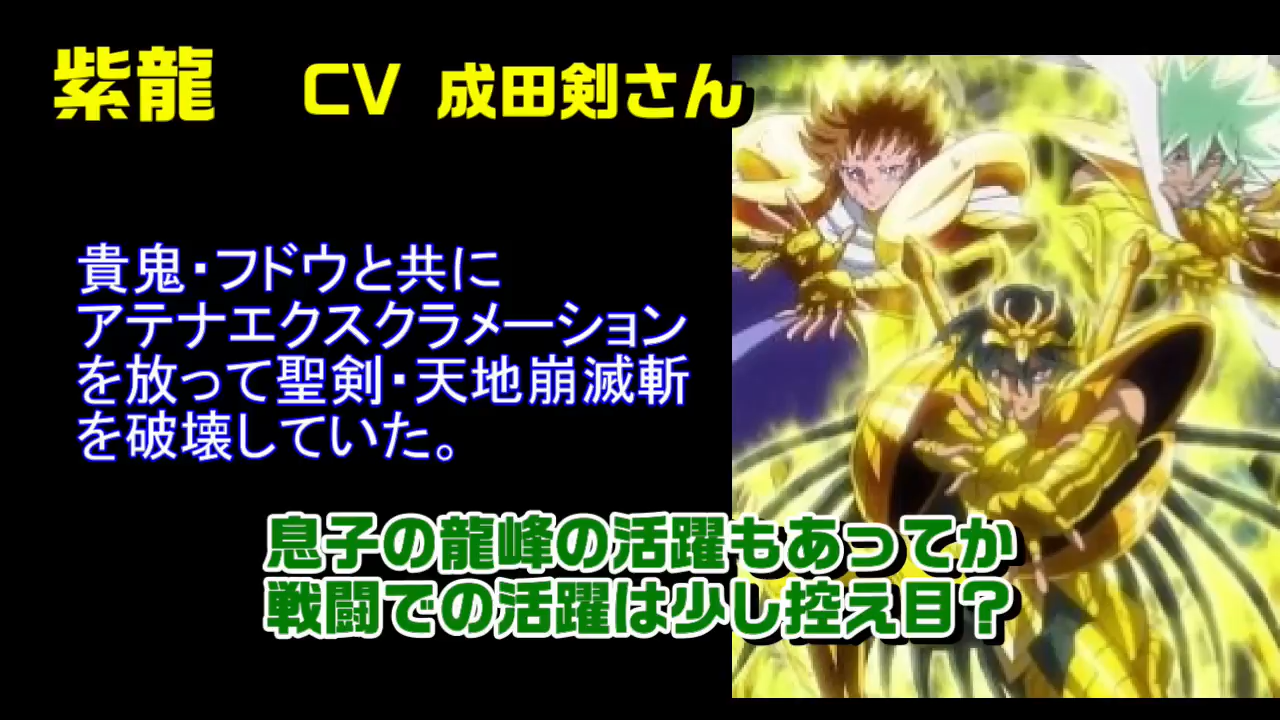 紫龍 CV 成田剣さん
貴鬼・フドウと共に
アテナエクスクラメーション
を放って聖剣・天地崩滅斬
を破壊していた。
息子の龍峰の活躍もあってか
戦闘での活躍は少し控え目?